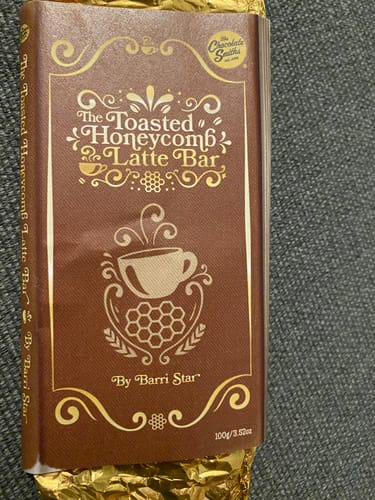 The
Chocolate
Smiths
The Toasted
Honeycomb
Latte Bar
By Barri Star
100g/3.52oz
The Toasted Honeycomb Latte Bar By Barri Star